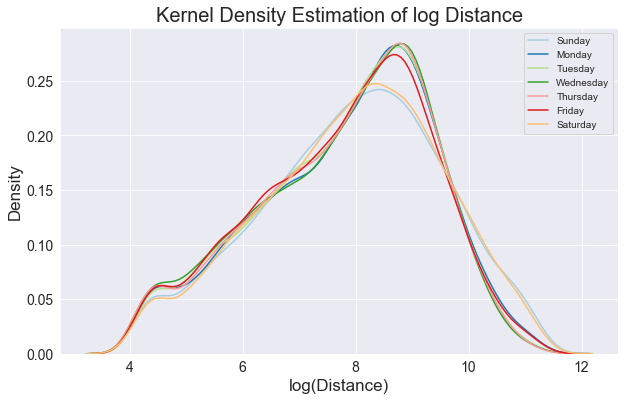 Kernel Density Estimation of log Distance
Sunday
Monday
Tuesday
Wednesday
Thursday
Friday
Saturday
Density
0.25
0.20
0.15
0.10
0.05
0.00
4
6
8
10
12
log(Distance)